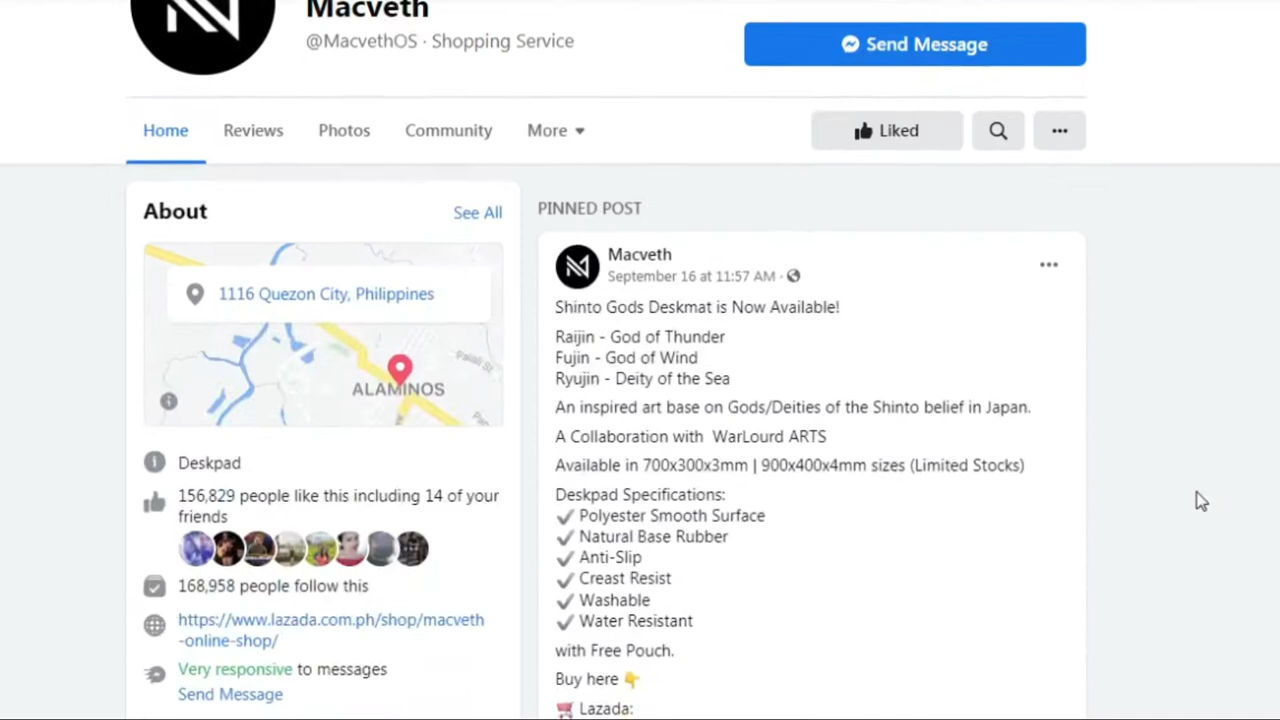 Macveth
@MacvethOS · Shopping Service
Send Message
Home
Reviews
Photos
Community
More
Liked
About
See All
1116 Quezon City, Philippines
ALAMINOS
Deskpad
156,829 people like this including 14 of your
friends
168,958 people follow this
https://www.lazada.com.ph/shop/macveth
-online-shop/
Very responsive to messages
Send Message
PINNED POST
Macveth
September 16 at 11:57 AM ·
Shinto Gods Deskmat is Now Available!
Raijin - God of Thunder
Fujin - God of Wind
Ryujin - Deity of the Sea
An inspired art base on Gods/Deities of the Shinto belief in Japan.
A Collaboration with WarLourd ARTS
Available in 700x300x3mm | 900x400x4mm sizes (Limited Stocks)
Deskpad Specifications:
✓ Polyester Smooth Surface
✓ Natural Base Rubber
✓ Anti-Slip
✓ Creast Resist
✓ Washable
✓ Water Resistant
with Free Pouch.
Buy here 👇
🛒 Lazada: